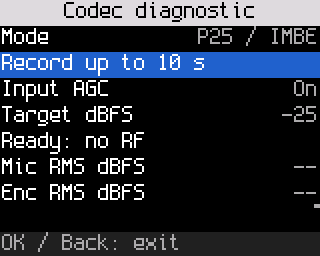 Codec diagnostic
Mode P25 / IMBE
Record up to 10 s
Input AGC On
Target dBFS -25
Ready: no RF
Mic RMS dBFS --
Enc RMS dBFS --
OK / Back: exit